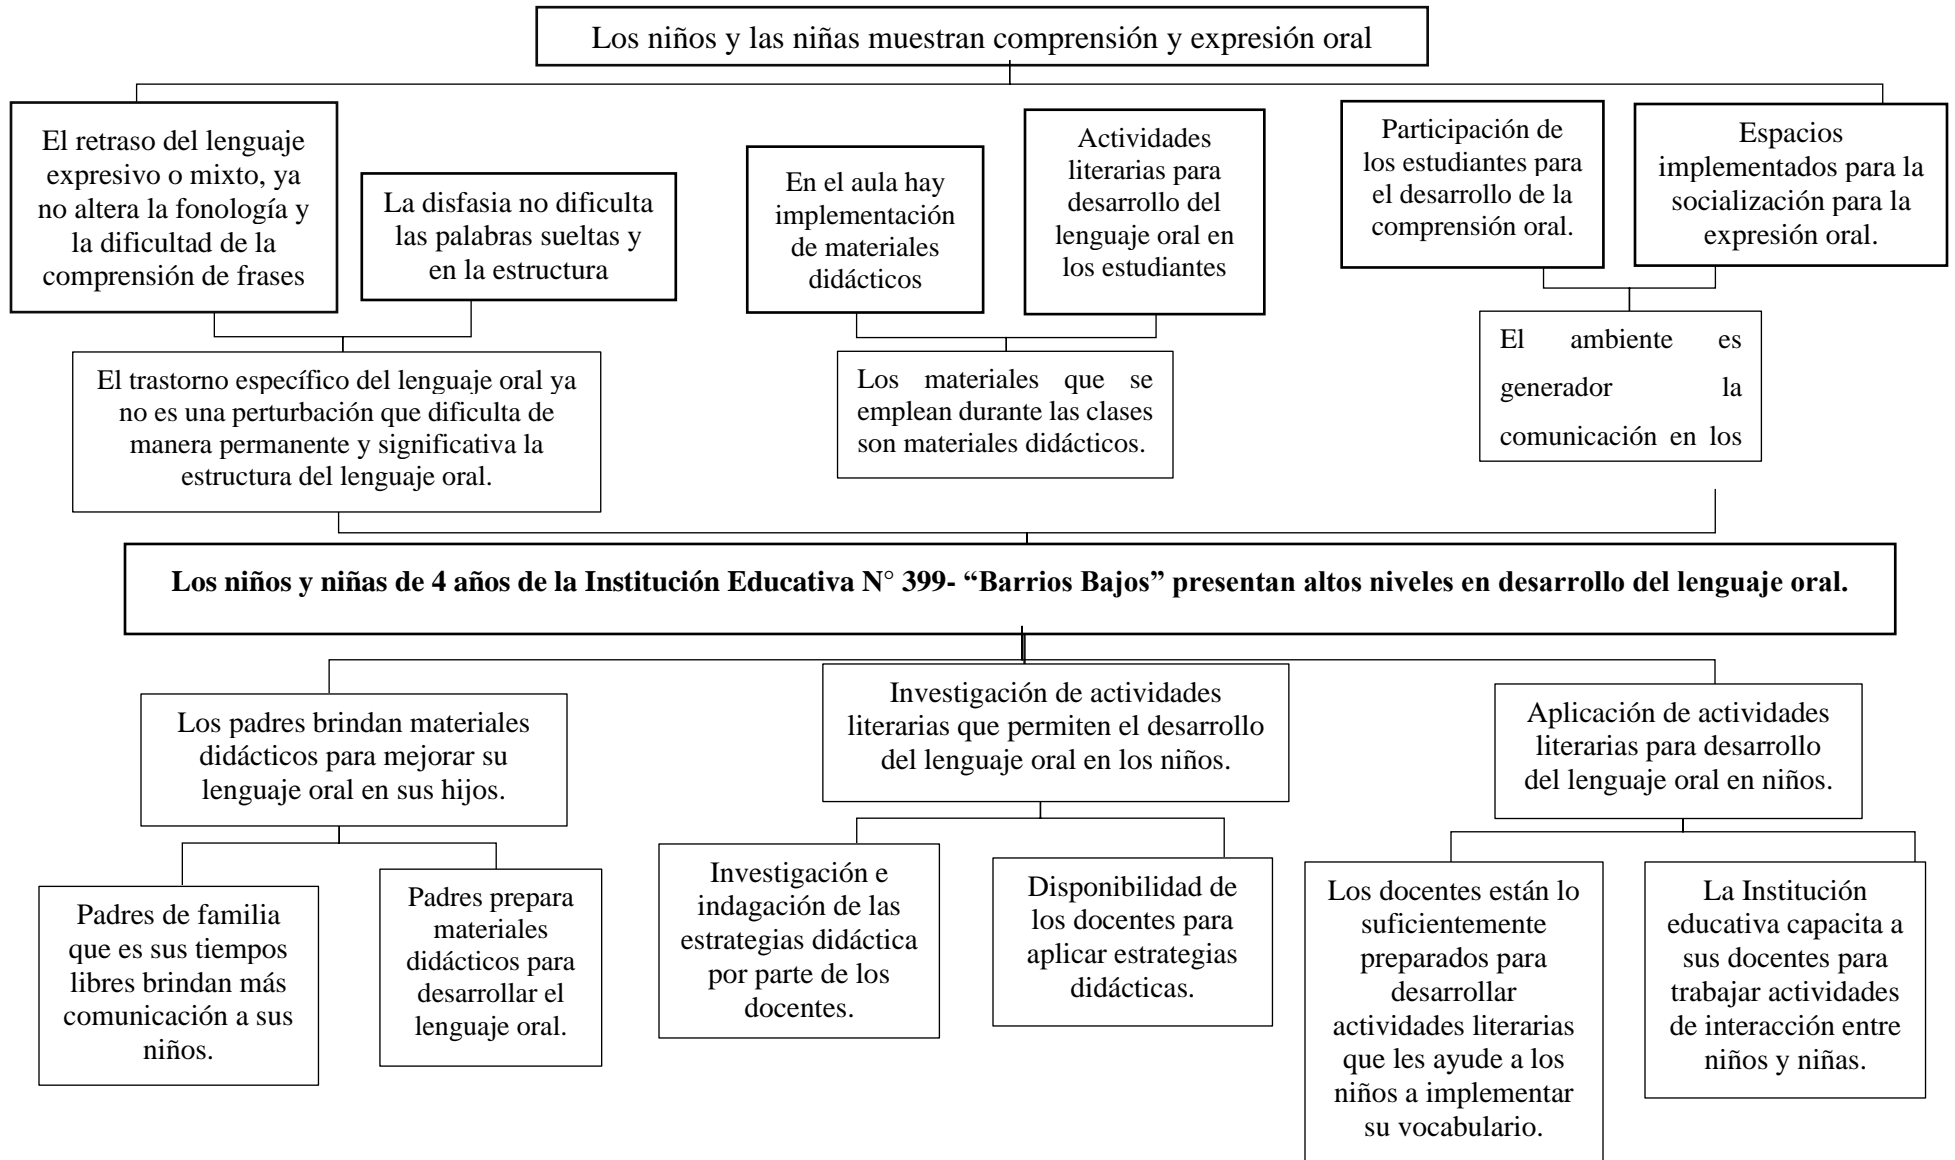 Los niños y las niñas muestran comprensión y expresión oral
El retraso del lenguaje
expresivo o mixto, ya
no altera la fonología y
la dificultad de la
comprensión de frases
La disfasia no dificulta
las palabras sueltas y
en la estructura
En el aula hay
implementación
de materiales
didácticos
Actividades
literarias para
desarrollo del
lenguaje oral en
los estudiantes
Participación de
los estudiantes para
el desarrollo de la
comprensión oral.
Espacios
implementados para la
socialización para la
expresión oral.
El trastorno específico del lenguaje oral ya
no es una perturbación que dificulta de
manera permanente y significativa la
estructura del lenguaje oral.
Los materiales que se
emplean durante las clases
son materiales didácticos.
El ambiente es
generador la
comunicación en los
Los niños y niñas de 4 años de la Institución Educativa N° 399- “Barrios Bajos” presentan altos niveles en desarrollo del lenguaje oral.
Los padres brindan materiales
didácticos para mejorar su
lenguaje oral en sus hijos.
Investigación de actividades
literarias que permiten el desarrollo
del lenguaje oral en los niños.
Aplicación de actividades
literarias para desarrollo
del lenguaje oral en niños.
Padres de familia
que es sus tiempos
libres brindan más
comunicación a sus
niños.
Padres prepara
materiales
didácticos para
desarrollar el
lenguaje oral.
Investigación e
indagación de las
estrategias didáctica
por parte de los
docentes.
Disponibilidad de
los docentes para
aplicar estrategias
didácticas.
Los docentes están lo
suficientemente
preparados para
desarrollar
actividades literarias
que les ayude a los
niños a implementar
su vocabulario.
La Institución
educativa capacita a
sus docentes para
trabajar actividades
de interacción entre
niños y niñas.